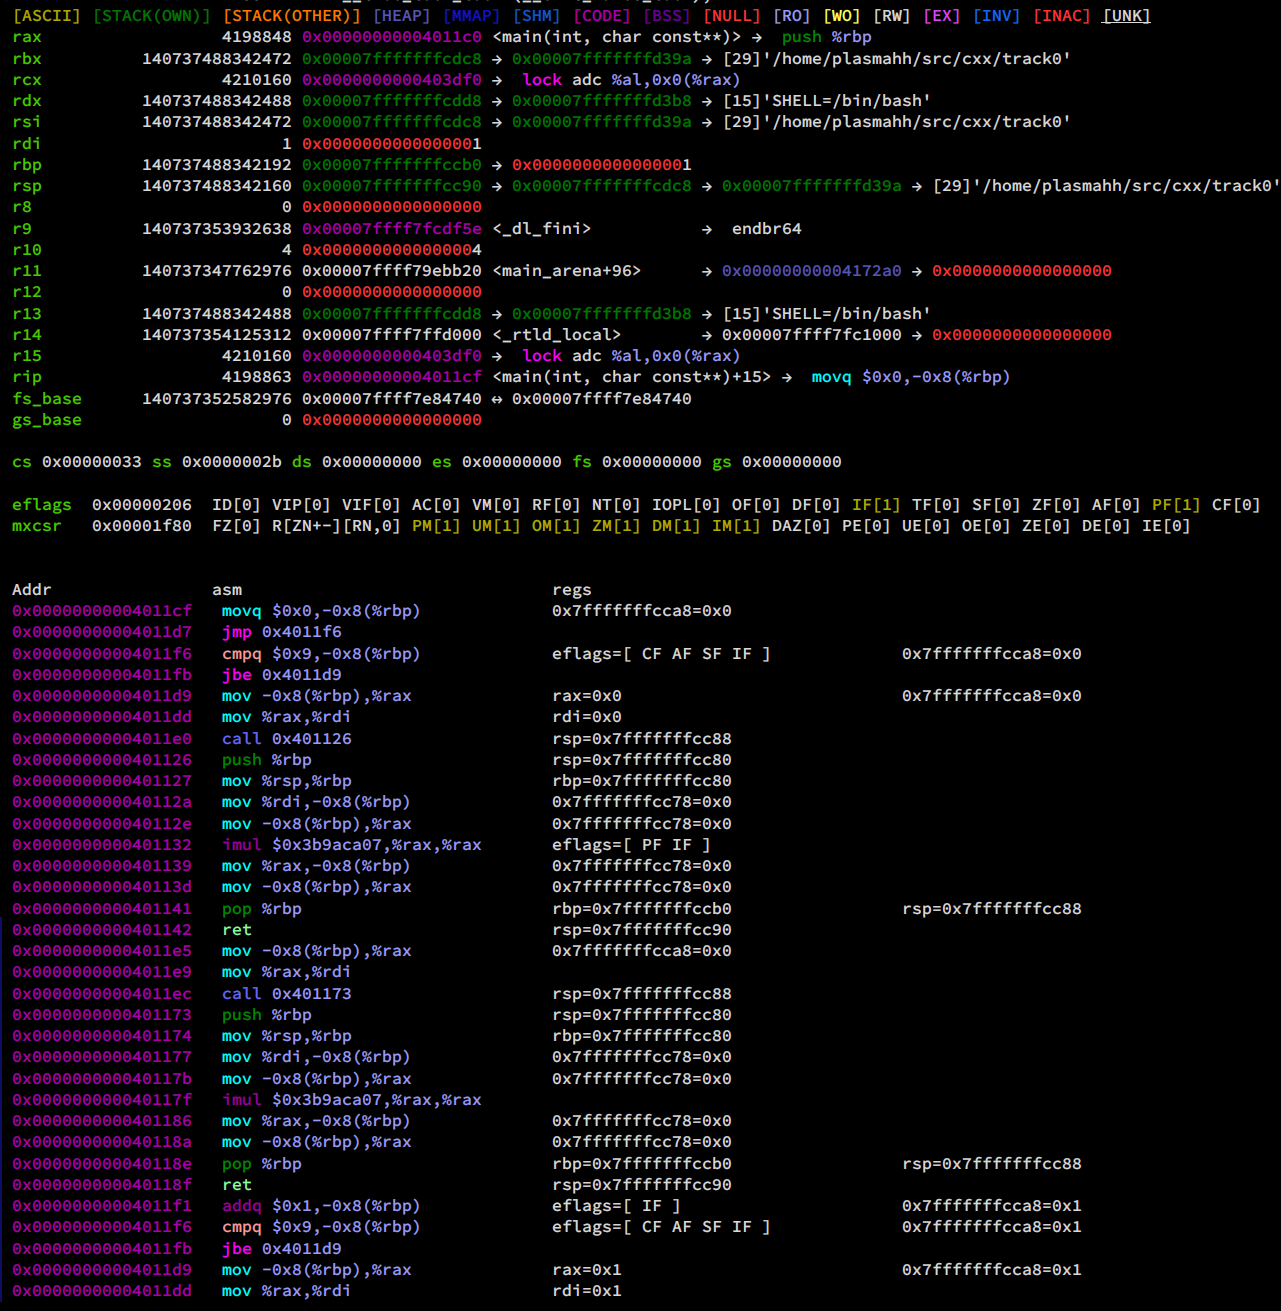 [ASCII] [STACK(OWN)] [STACK(OTHER)] [HEAP] [MMAP] [SHM] [CODE] [BSS] [NULL] [RO] [WO] [RW] [EX] [INV] [INAC] [UNK]
rax 4198848 0x00000000004011c0 <main(int, char const**)> → push %rbp
rbx 140737488342472 0x00007fffffffcdc8 → 0x00007fffffffd39a → [29]'/home/plasmahh/src/cxx/track0'
rcx 4210160 0x0000000000403df0 → lock adc %al,0x0(%rax)
rdx 140737488342488 0x00007fffffffcdd8 → 0x00007fffffffd3b8 → [15]'SHELL=/bin/bash'
rsi 140737488342472 0x00007fffffffcdc8 → 0x00007fffffffd39a → [29]'/home/plasmahh/src/cxx/track0'
rdi 1 0x0000000000000001
rbp 140737488342192 0x00007fffffffccb0 → 0x0000000000000001
rsp 140737488342160 0x00007fffffffcc90 → 0x00007fffffffcdc8 → 0x00007fffffffd39a → [29]'/home/plasmahh/src/cxx/track0'
r8 0 0x0000000000000000
r9 140737353932638 0x00007ffff7fcdf5e <_dl_fini> → endbr64
r10 4 0x0000000000000004
r11 140737347762976 0x00007ffff79ebb20 <main_arena+96> → 0x00000000004172a0 → 0x0000000000000000
r12 0 0x0000000000000000
r13 140737488342488 0x00007fffffffcdd8 → 0x00007fffffffd3b8 → [15]'SHELL=/bin/bash'
r14 140737354125312 0x00007ffff7ffd000 <_rtld_local> → 0x00007ffff7fc1000 → 0x0000000000000000
r15 4210160 0x0000000000403df0 → lock adc %al,0x0(%rax)
rip 4198863 0x00000000004011cf <main(int, char const**)+15> → movq $0x0,-0x8(%rbp)
fs_base 140737352582976 0x00007ffff7e84740 ↔ 0x00007ffff7e84740
gs_base 0 0x0000000000000000
cs 0x00000033 ss 0x0000002b ds 0x00000000 es 0x00000000 fs 0x00000000 gs 0x00000000
eflags 0x00000206 ID[0] VIP[0] VIF[0] AC[0] VM[0] RF[0] NT[0] IOPL[0] OF[0] DF[0] IF[1] TF[0] SF[0] ZF[0] AF[0] PF[1] CF[0]
mxcsr 0x00001f80 FZ[0] R[ZN+-][RN,0] PM[1] UM[1] OM[1] ZM[1] DM[1] IM[1] DAZ[0] PE[0] UE[0] OE[0] ZE[0] DE[0] IE[0]
Addr asm regs
0x00000000004011cf movq $0x0,-0x8(%rbp) 0x7fffffffcca8=0x0
0x00000000004011d7 jmp 0x4011f6
0x00000000004011f6 cmpq $0x9,-0x8(%rbp) eflags=[ CF AF SF IF ] 0x7fffffffcca8=0x0
0x00000000004011fb jbe 0x4011d9
0x00000000004011d9 mov -0x8(%rbp),%rax rax=0x0 0x7fffffffcca8=0x0
0x00000000004011dd mov %rax,%rdi rdi=0x0
0x00000000004011e0 call 0x401126 rsp=0x7fffffffcc88
0x0000000000401126 push %rbp rsp=0x7fffffffcc80
0x0000000000401127 mov %rsp,%rbp rbp=0x7fffffffcc80
0x000000000040112a mov %rdi,-0x8(%rbp) 0x7fffffffcc78=0x0
0x000000000040112e mov -0x8(%rbp),%rax 0x7fffffffcc78=0x0
0x0000000000401132 imul $0x3b9aca07,%rax,%rax eflags=[ PF IF ]
0x0000000000401139 mov %rax,-0x8(%rbp) 0x7fffffffcc78=0x0
0x000000000040113d mov -0x8(%rbp),%rax 0x7fffffffcc78=0x0
0x0000000000401141 pop %rbp rbp=0x7fffffffccb0 rsp=0x7fffffffcc88
0x0000000000401142 ret rsp=0x7fffffffcc90
0x00000000004011e5 mov -0x8(%rbp),%rax 0x7fffffffcca8=0x0
0x00000000004011e9 mov %rax,%rdi
0x00000000004011ec call 0x401173 rsp=0x7fffffffcc88
0x0000000000401173 push %rbp rsp=0x7fffffffcc80
0x0000000000401174 mov %rsp,%rbp rbp=0x7fffffffcc80
0x0000000000401177 mov %rdi,-0x8(%rbp) 0x7fffffffcc78=0x0
0x000000000040117b mov -0x8(%rbp),%rax 0x7fffffffcc78=0x0
0x000000000040117f imul $0x3b9aca07,%rax,%rax
0x0000000000401186 mov %rax,-0x8(%rbp) 0x7fffffffcc78=0x0
0x000000000040118a mov -0x8(%rbp),%rax 0x7fffffffcc78=0x0
0x000000000040118e pop %rbp rbp=0x7fffffffccb0 rsp=0x7fffffffcc88
0x000000000040118f ret rsp=0x7fffffffcc90
0x00000000004011f1 addq $0x1,-0x8(%rbp) eflags=[ IF ] 0x7fffffffcca8=0x1
0x00000000004011f6 cmpq $0x9,-0x8(%rbp) eflags=[ CF AF SF IF ] 0x7fffffffcca8=0x1
0x00000000004011fb jbe 0x4011d9
0x00000000004011d9 mov -0x8(%rbp),%rax rax=0x1 0x7fffffffcca8=0x1
0x00000000004011dd mov %rax,%rdi rdi=0x1